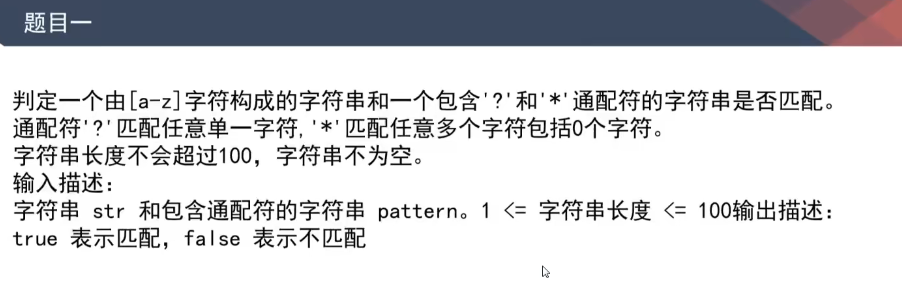 题目一
判定一个由[a-z]字符构成的字符串和一个包含'?'和'*'通配符的字符串是否匹配。
通配符'?'匹配任意单一字符,'*'匹配任意多个字符包括0个字符。
字符串长度不会超过100，字符串不为空。
输入描述：
字符串 str 和包含通配符的字符串 pattern。1 <= 字符串长度 <= 100输出描述：
true 表示匹配，false 表示不匹配